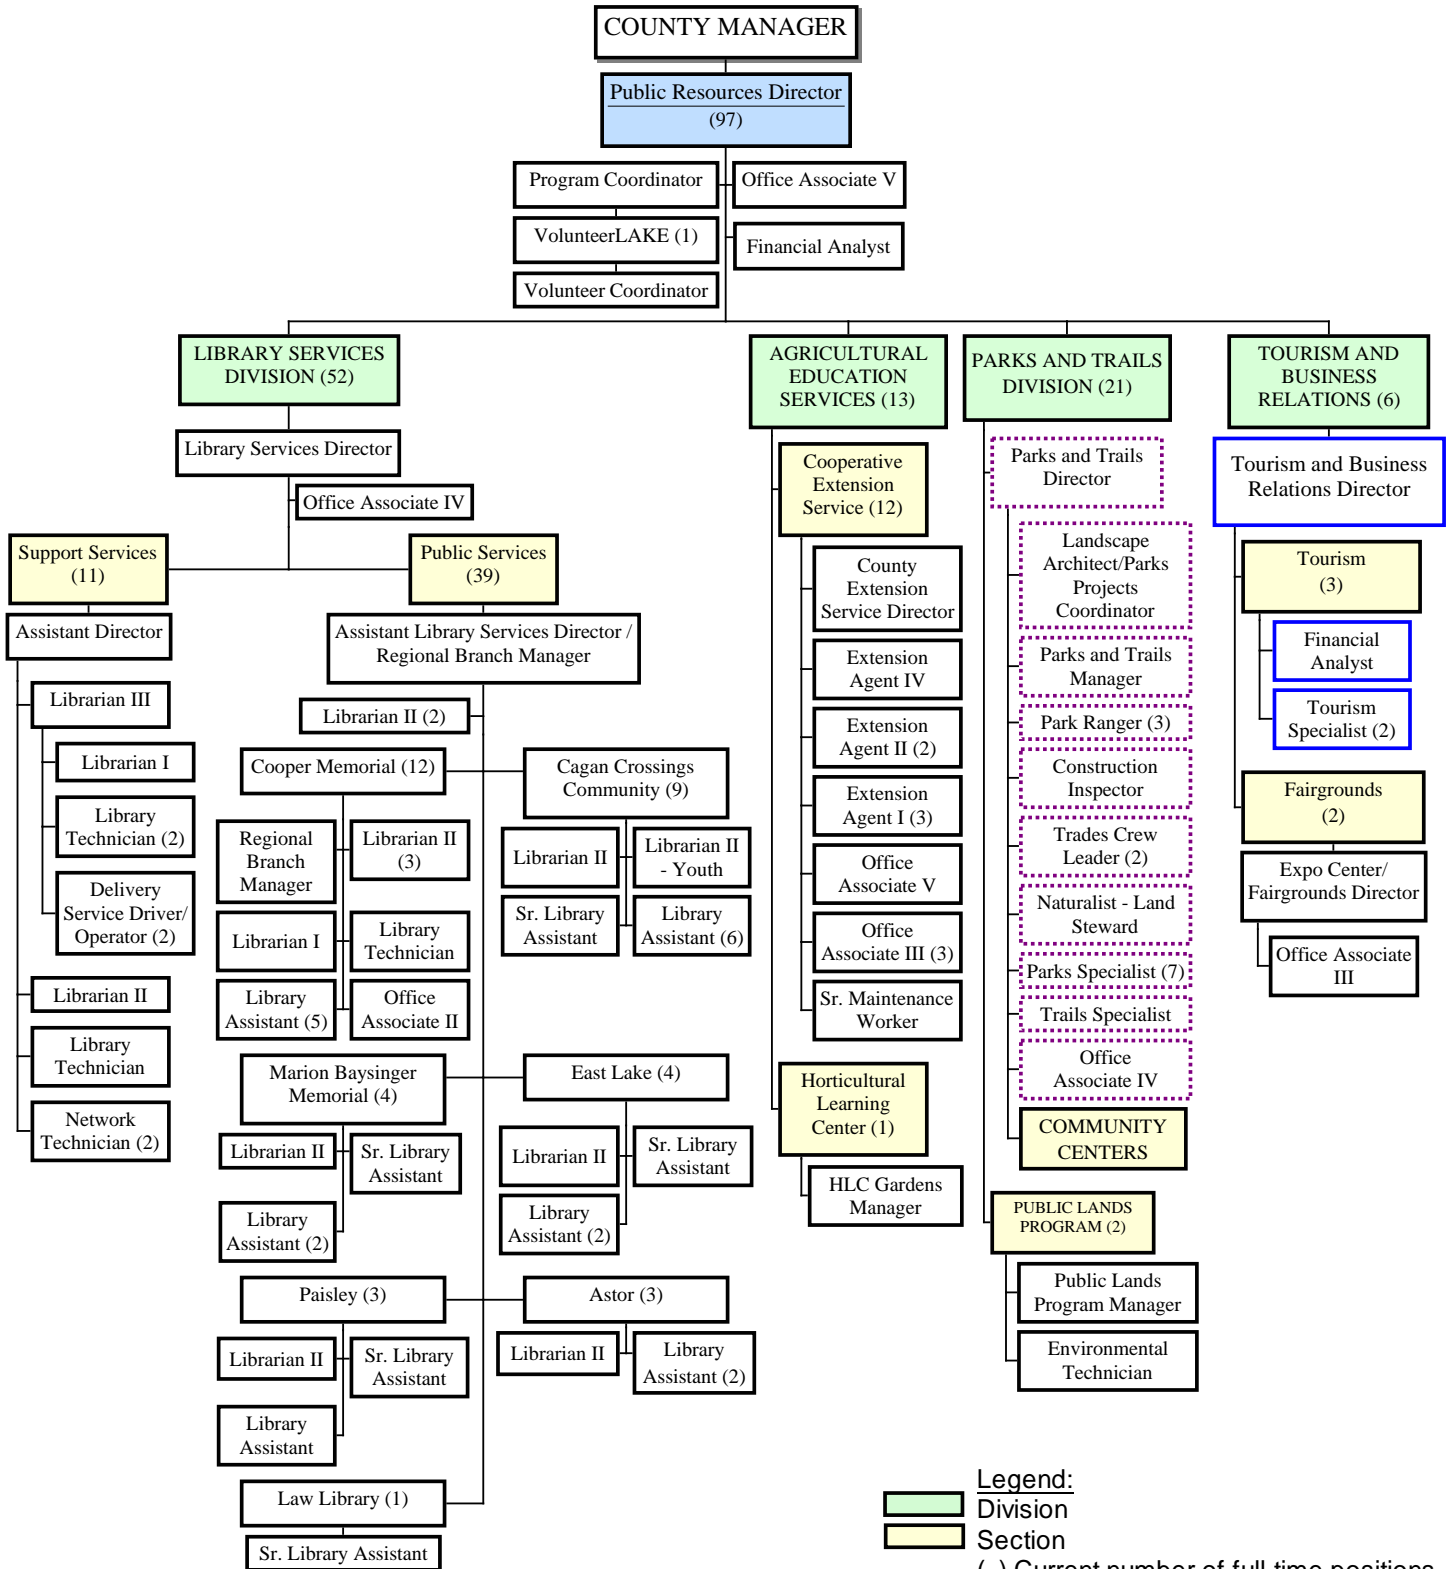 COUNTY MANAGER
Public Resources Director
(97)
Program Coordinator
Office Associate V
VolunteerLAKE (1)
Financial Analyst
Volunteer Coordinator
LIBRARY SERVICES
DIVISION (52)
Library Services Director
Office Associate IV
Support Services
(11)
Assistant Director
Librarian III
Librarian I
Library
Technician (2)
Delivery
Service Driver/
Operator (2)
Librarian II
Library
Technician
Network
Technician (2)
Public Services
(39)
Assistant Library Services Director /
Regional Branch Manager
Librarian II (2)
Cooper Memorial (12)
Regional
Branch
Manager
Librarian II
(3)
Librarian I
Library
Technician
Library
Assistant (5)
Office
Associate II
Cagan Crossings
Community (9)
Librarian II
Librarian II
- Youth
Sr. Library
Assistant
Library
Assistant (6)
Marion Baysinger
Memorial (4)
Librarian II
Sr. Library
Assistant
Library
Assistant (2)
East Lake (4)
Librarian II
Sr. Library
Assistant
Library
Assistant (2)
Paisley (3)
Librarian II
Sr. Library
Assistant
Library
Assistant
Astor (3)
Librarian II
Library
Assistant (2)
Law Library (1)
Sr. Library Assistant
AGRICULTURAL
EDUCATION
SERVICES (13)
Cooperative
Extension
Service (12)
County
Extension
Service Director
Extension
Agent IV
Extension
Agent II (2)
Extension
Agent I (3)
Office
Associate V
Office
Associate III (3)
Sr. Maintenance
Worker
Horticultural
Learning
Center (1)
HLC Gardens
Manager
PARKS AND TRAILS
DIVISION (21)
Parks and Trails
Director
Landscape
Architect/Parks
Projects
Coordinator
Parks and Trails
Manager
Park Ranger (3)
Construction
Inspector
Trades Crew
Leader (2)
Naturalist - Land
Steward
Parks Specialist (7)
Trails Specialist
Office
Associate IV
COMMUNITY
CENTERS
PUBLIC LANDS
PROGRAM (2)
Public Lands
Program Manager
Environmental
Technician
TOURISM AND
BUSINESS
RELATIONS (6)
Tourism and Business
Relations Director
Tourism
(3)
Financial
Analyst
Tourism
Specialist (2)
Fairgrounds
(2)
Expo Center/
Fairgrounds Director
Office Associate
III
Legend:
Division
Section
( ) Current number of full time positions